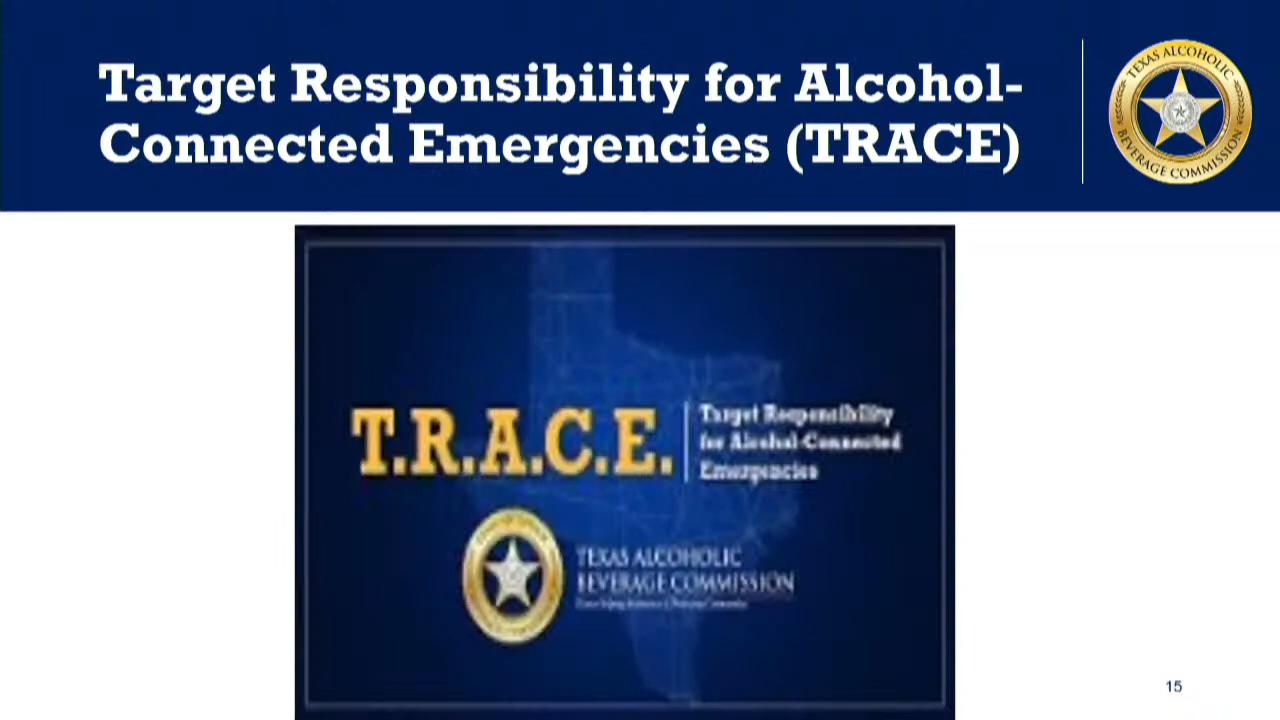 Target Responsibility for Alcohol-
Connected Emergencies (TRACE)
TEXAS ALCOHOLIC
BEVERAGE COMMISSION
T.R.A.C.E.
Target Responsibility
for Alcohol-Connected
Emergencies
TEXAS ALCOHOLIC
BEVERAGE COMMISSION
15